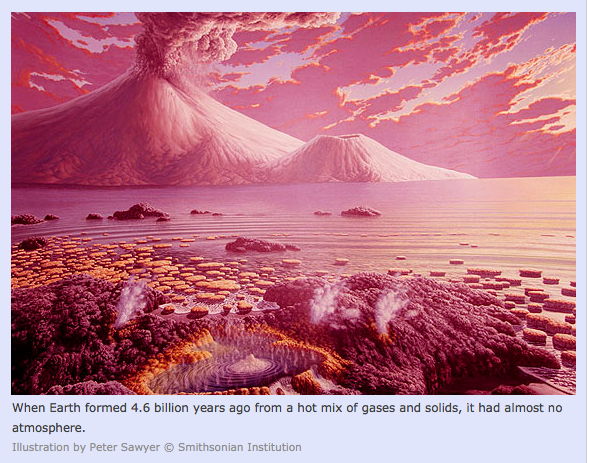 When Earth formed 4.6 billion years ago from a hot mix of gases and solids, it had almost no
atmosphere.
Illustration by Peter Sawyer © Smithsonian Institution